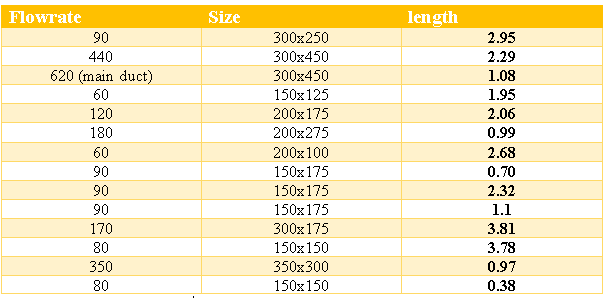 Flowrate Size length
90 300x250 2.95
440 300x450 2.29
620 (main duct) 300x450 1.08
60 150x125 1.95
120 200x175 2.06
180 200x275 0.99
60 200x100 2.68
90 150x175 0.70
90 150x175 2.32
90 150x175 1.1
170 300x175 3.81
80 150x150 3.78
350 350x300 0.97
80 150x150 0.38